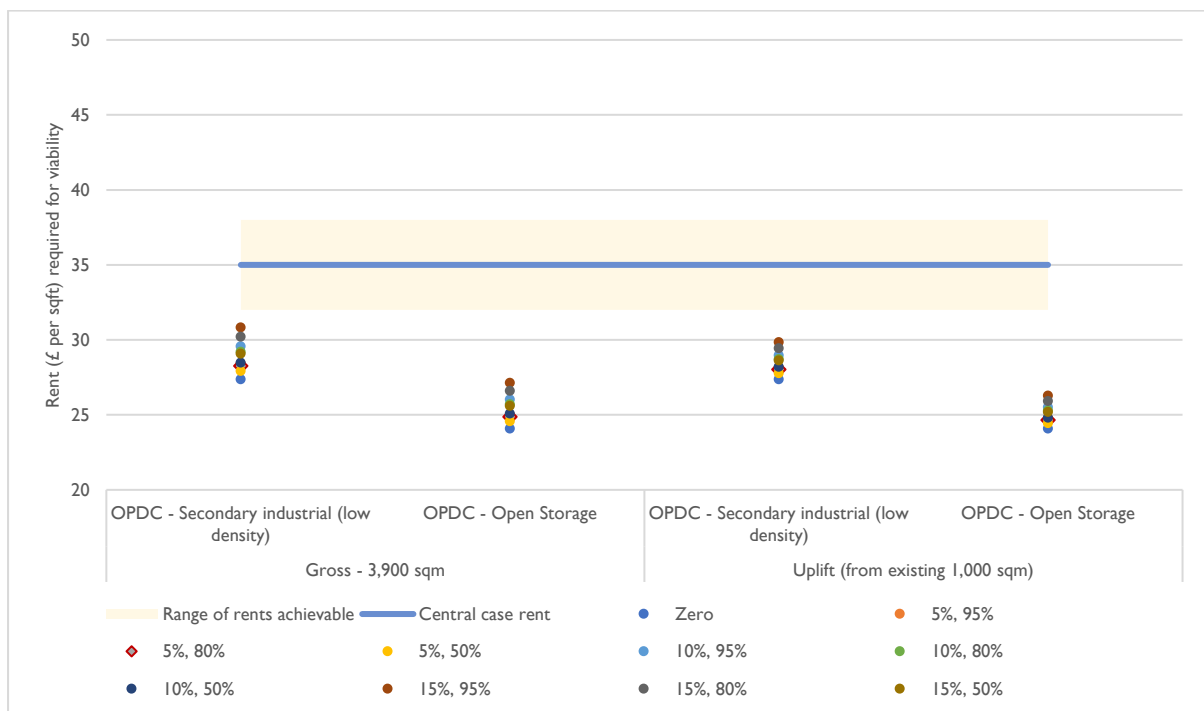 Rent (£ per sqft) required for viability
50
45
40
35
30
25
20
OPDC - Secondary industrial (low
density)
OPDC - Open Storage
OPDC - Secondary industrial (low
density)
OPDC - Open Storage
Gross - 3,900 sqm
Uplift (from existing 1,000 sqm)
Range of rents achievable
Central case rent
Zero
5%, 95%
5%, 80%
5%, 50%
10%, 95%
10%, 80%
10%, 50%
15%, 95%
15%, 80%
15%, 50%